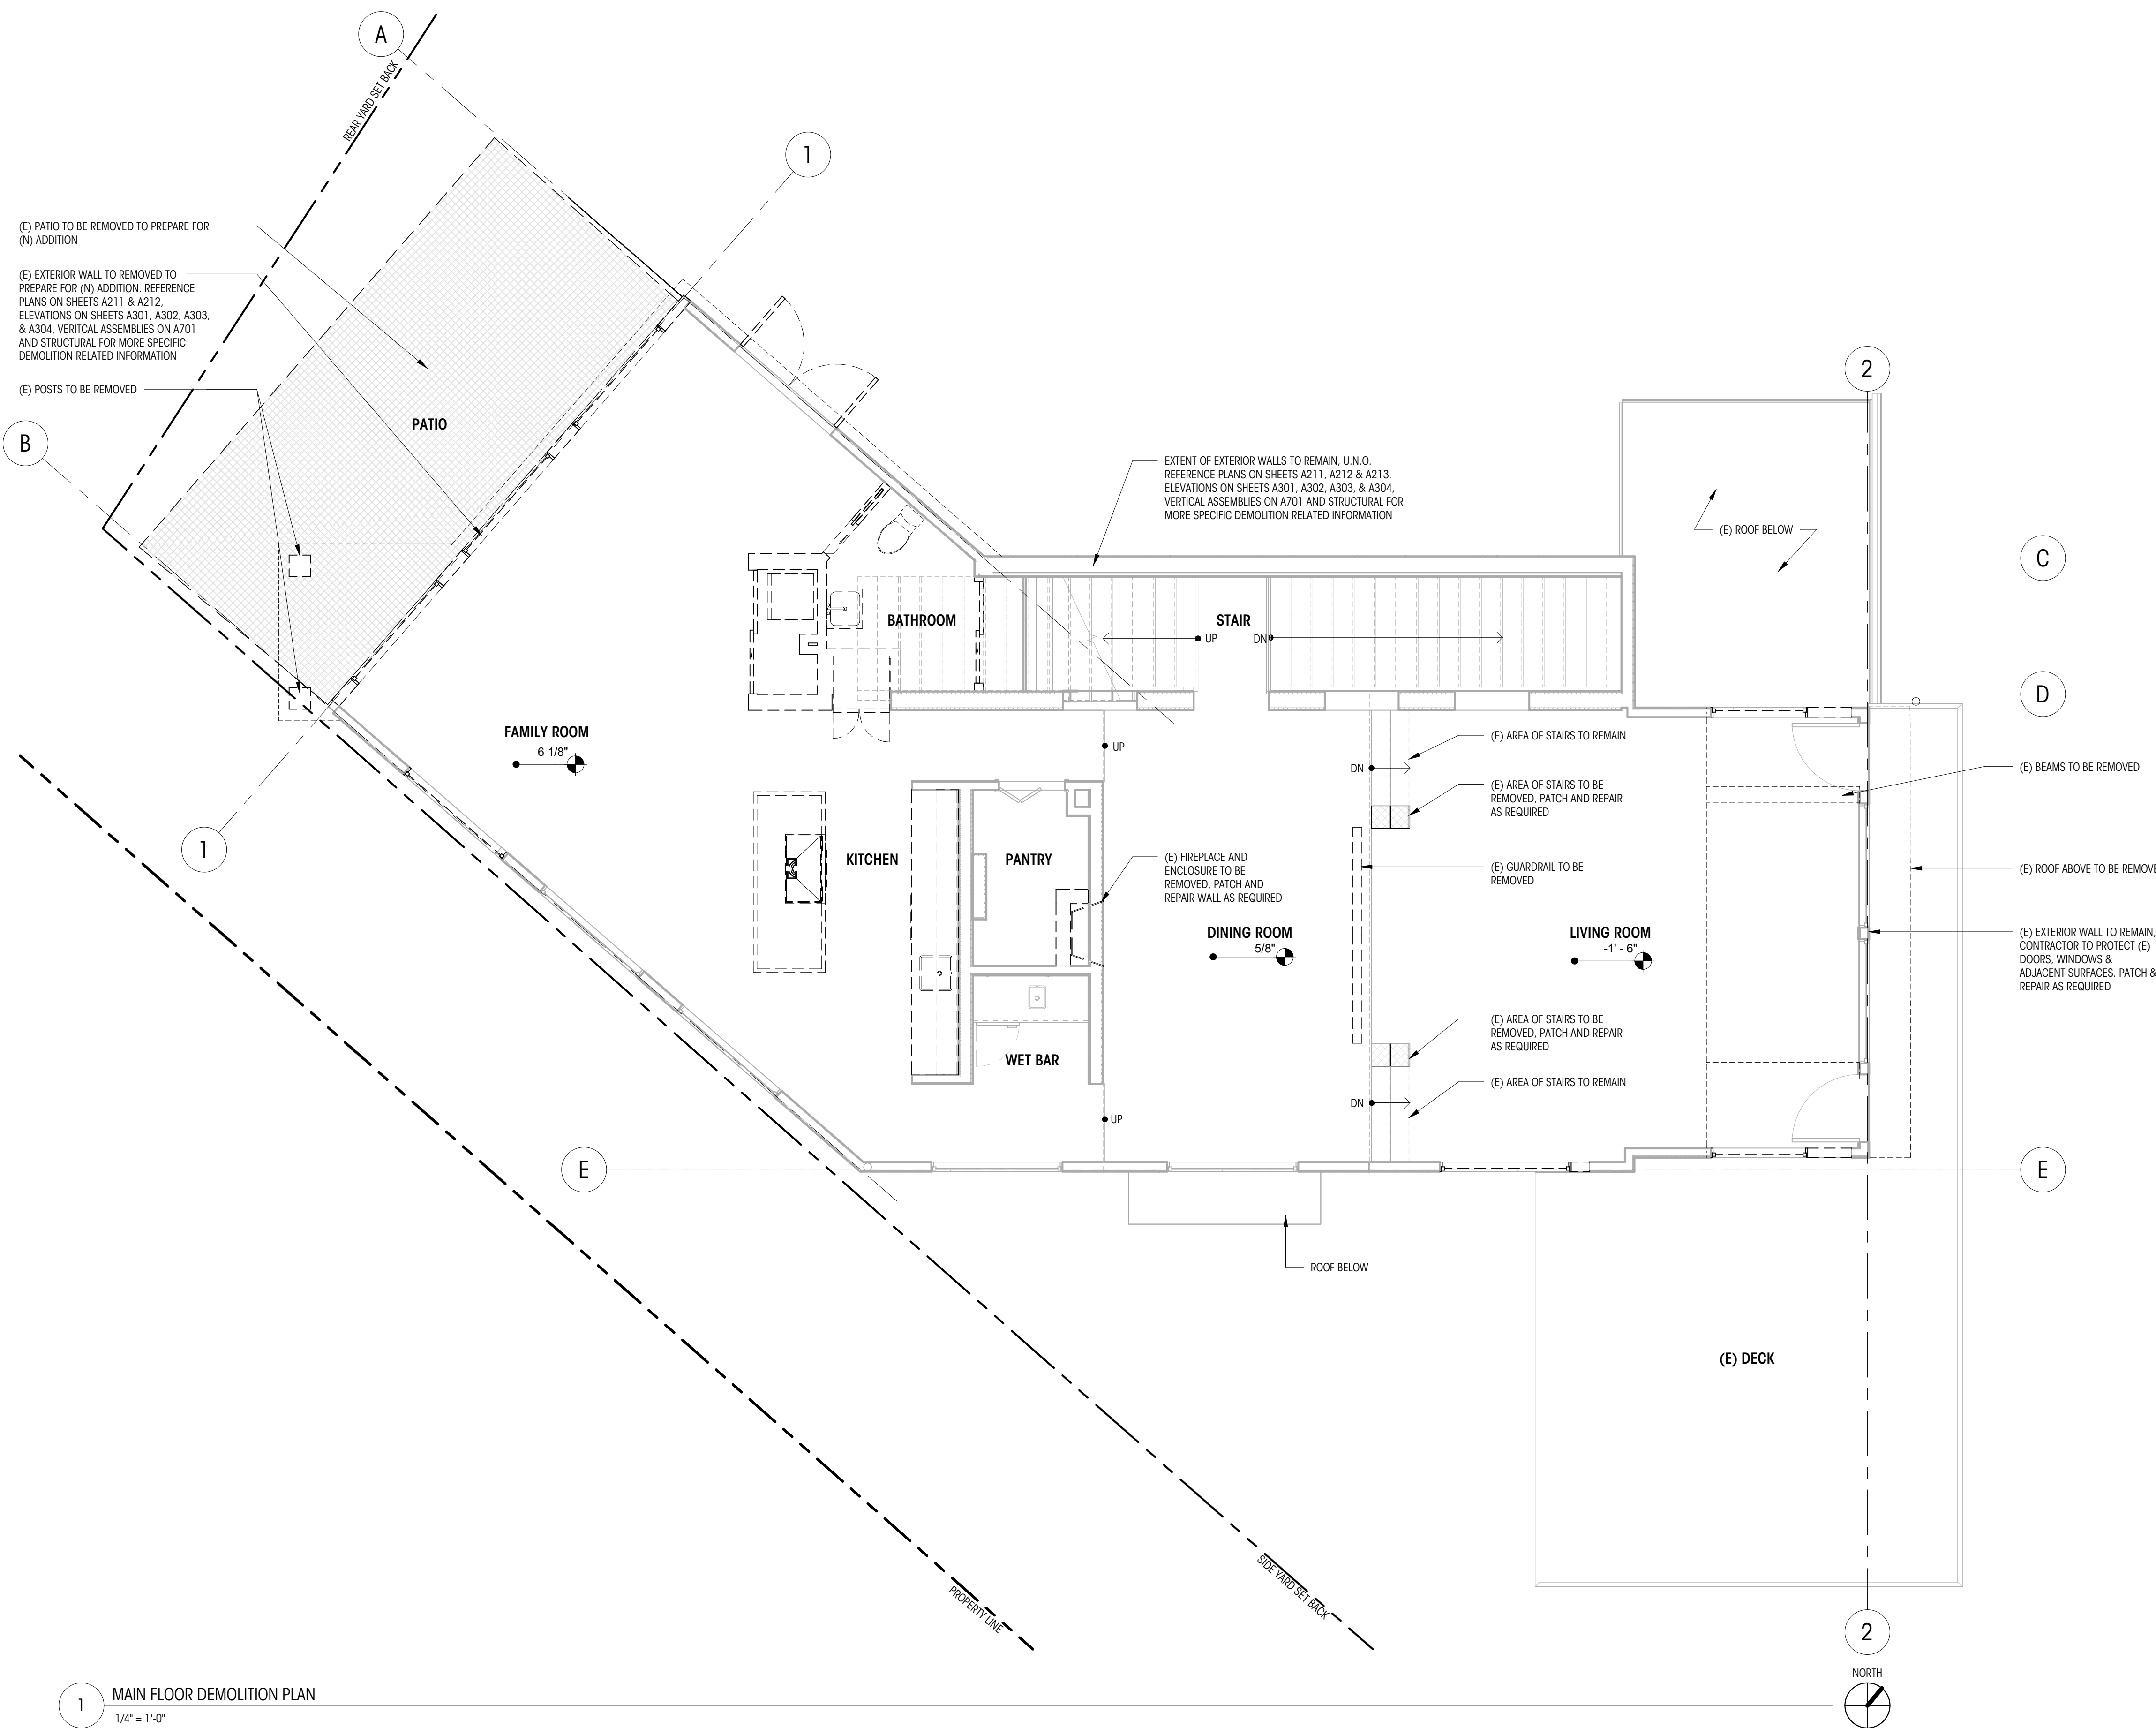 A
REAR YARD SET BACK
1
(E) PATIO TO BE REMOVED TO PREPARE FOR
(N) ADDITION
(E) EXTERIOR WALL TO REMOVED TO
PREPARE FOR (N) ADDITION. REFERENCE
PLANS ON SHEETS A211 & A212,
ELEVATIONS ON SHEETS A301, A302, A303,
& A304, VERITCAL ASSEMBLIES ON A701
AND STRUCTURAL FOR MORE SPECIFIC
DEMOLITION RELATED INFORMATION
(E) POSTS TO BE REMOVED
B
PATIO
2
EXTENT OF EXTERIOR WALLS TO REMAIN, U.N.O.
REFERENCE PLANS ON SHEETS A211, A212 & A213,
ELEVATIONS ON SHEETS A301, A302, A303, & A304,
VERTICAL ASSEMBLIES ON A701 AND STRUCTURAL FOR
MORE SPECIFIC DEMOLITION RELATED INFORMATION
(E) ROOF BELOW
C
BATHROOM
STAIR
UP
DN
D
FAMILY ROOM
6 1/8"
UP
DN
(E) AREA OF STAIRS TO REMAIN
(E) AREA OF STAIRS TO BE
REMOVED, PATCH AND REPAIR
AS REQUIRED
(E) BEAMS TO BE REMOVED
1
KITCHEN
PANTRY
(E) FIREPLACE AND
ENCLOSURE TO BE
REMOVED, PATCH AND
REPAIR WALL AS REQUIRED
(E) GUARDRAIL TO BE
REMOVED
(E) ROOF ABOVE TO BE REMOVE
DINING ROOM
5/8"
LIVING ROOM
-1' - 6"
(E) EXTERIOR WALL TO REMAIN,
CONTRACTOR TO PROTECT (E)
DOORS, WINDOWS &
ADJACENT SURFACES. PATCH &
REPAIR AS REQUIRED
?
WET BAR
(E) AREA OF STAIRS TO BE
REMOVED, PATCH AND REPAIR
AS REQUIRED
(E) AREA OF STAIRS TO REMAIN
DN
UP
E
E
ROOF BELOW
(E) DECK
PROPERTY LINE
SIDE YARD SET BACK
2
NORTH
1
MAIN FLOOR DEMOLITION PLAN
1/4" = 1'-0"